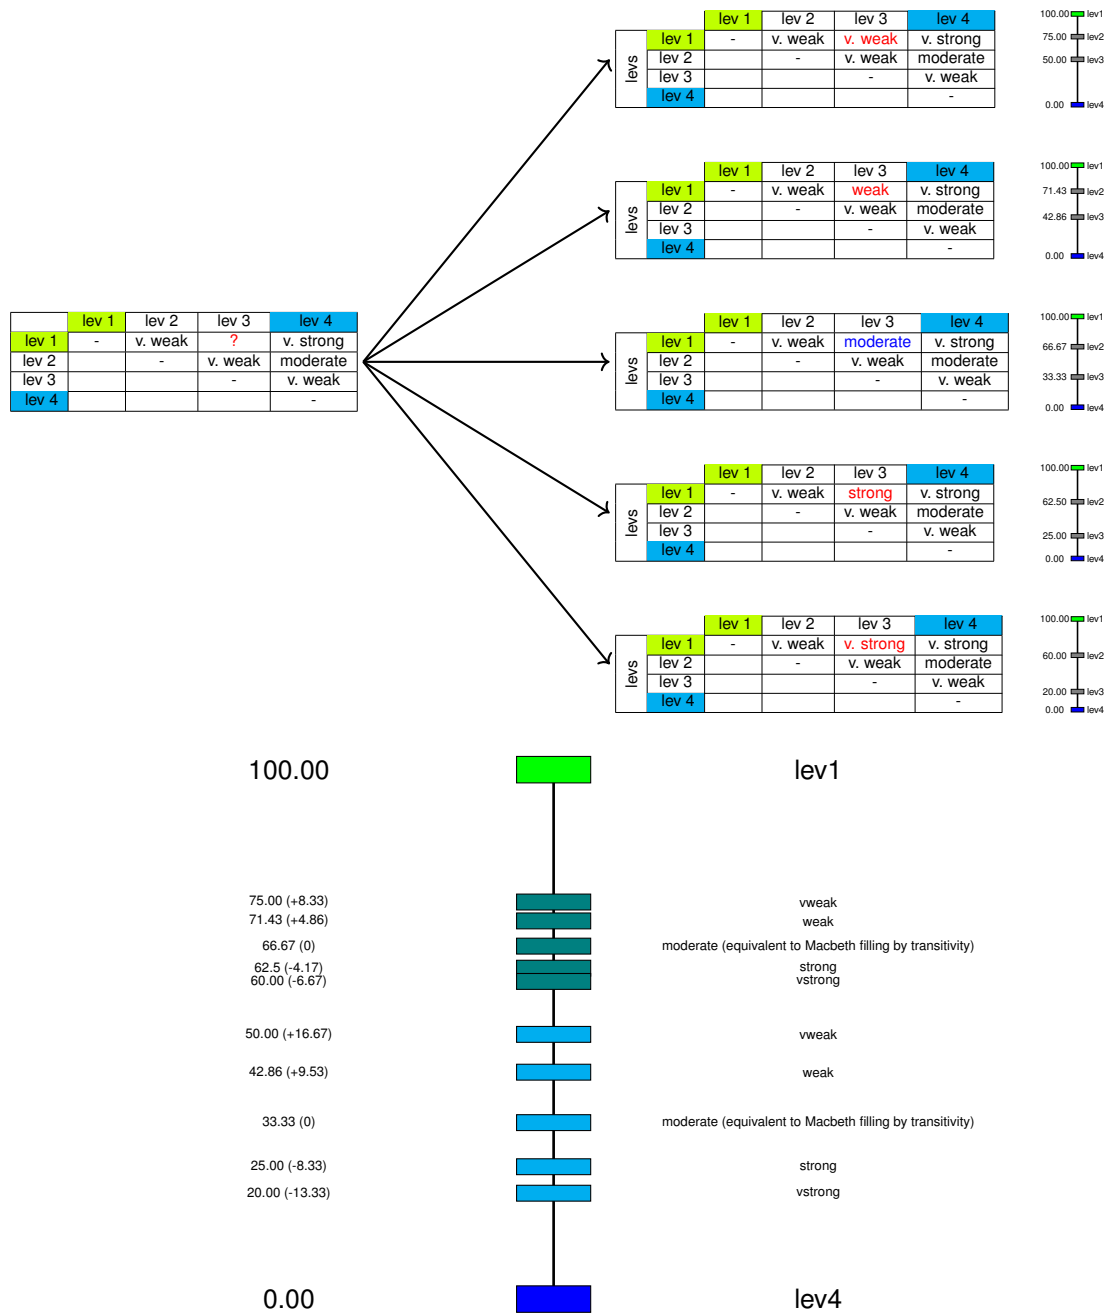 lev 1 lev 2 lev 3 lev 4
lev 1 - v. weak v. weak v. strong
lev 2 - v. weak moderate
lev 3 - v. weak
lev 4 -
levs
100.00 lev1
75.00 lev2
50.00 lev3
0.00 lev4
lev 1 lev 2 lev 3 lev 4
lev 1 - v. weak weak v. strong
lev 2 - v. weak moderate
lev 3 - v. weak
lev 4 -
levs
100.00 lev1
71.43 lev2
42.86 lev3
0.00 lev4
lev 1 lev 2 lev 3 lev 4
lev 1 - v. weak ? v. strong
lev 2 - v. weak moderate
lev 3 - v. weak
lev 4 -
lev 1 lev 2 lev 3 lev 4
lev 1 - v. weak moderate v. strong
lev 2 - v. weak moderate
lev 3 - v. weak
lev 4 -
levs
100.00 lev1
66.67 lev2
33.33 lev3
0.00 lev4
lev 1 lev 2 lev 3 lev 4
lev 1 - v. weak strong v. strong
lev 2 - v. weak moderate
lev 3 - v. weak
lev 4 -
levs
100.00 lev1
62.50 lev2
25.00 lev3
0.00 lev4
lev 1 lev 2 lev 3 lev 4
lev 1 - v. weak v. strong v. strong
lev 2 - v. weak moderate
lev 3 - v. weak
lev 4 -
levs
100.00 lev1
60.00 lev2
20.00 lev3
0.00 lev4
100.00 lev1
75.00 (+8.33) vweak
71.43 (+4.86) weak
66.67 (0) moderate (equivalent to Macbeth filling by transitivity)
62.5 (-4.17) strong
60.00 (-6.67) vstrong
50.00 (+16.67) vweak
42.86 (+9.53) weak
33.33 (0) moderate (equivalent to Macbeth filling by transitivity)
25.00 (-8.33) strong
20.00 (-13.33) vstrong
0.00 lev4